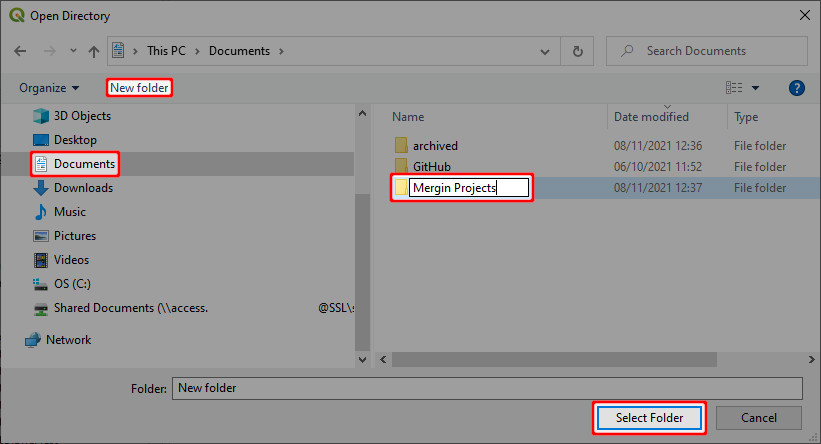 Open Directory
This PC > Documents >
Search Documents
Organize
New folder
3D Objects
Desktop
Documents
Downloads
Music
Pictures
Videos
OS (C:)
Shared Documents (\\access. @SSL\s
Network
Name Date modified Type
archived 08/11/2021 12:36 File folder
GitHub 06/10/2021 11:52 File folder
Mergin Projects 08/11/2021 12:37 File folder
Folder: New folder
Select Folder
Cancel